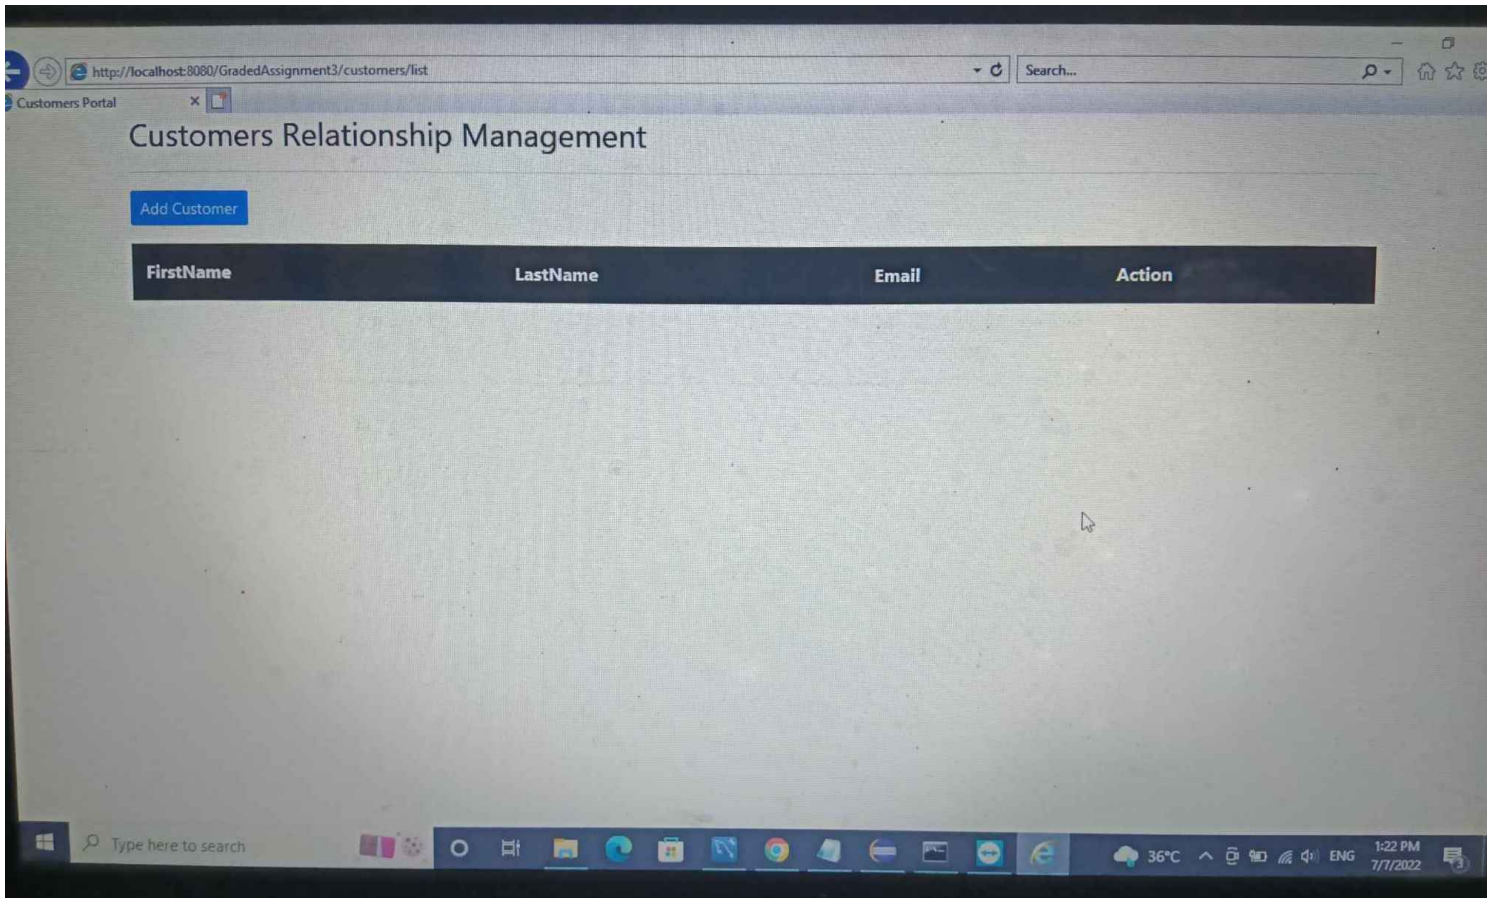 http://localhost:8080/GradedAssignment3/customers/list
Search...
Customers Portal
Customers Relationship Management
Add Customer
FirstName LastName Email Action
Type here to search
36°C ENG 1:22 PM
7/7/2022
3